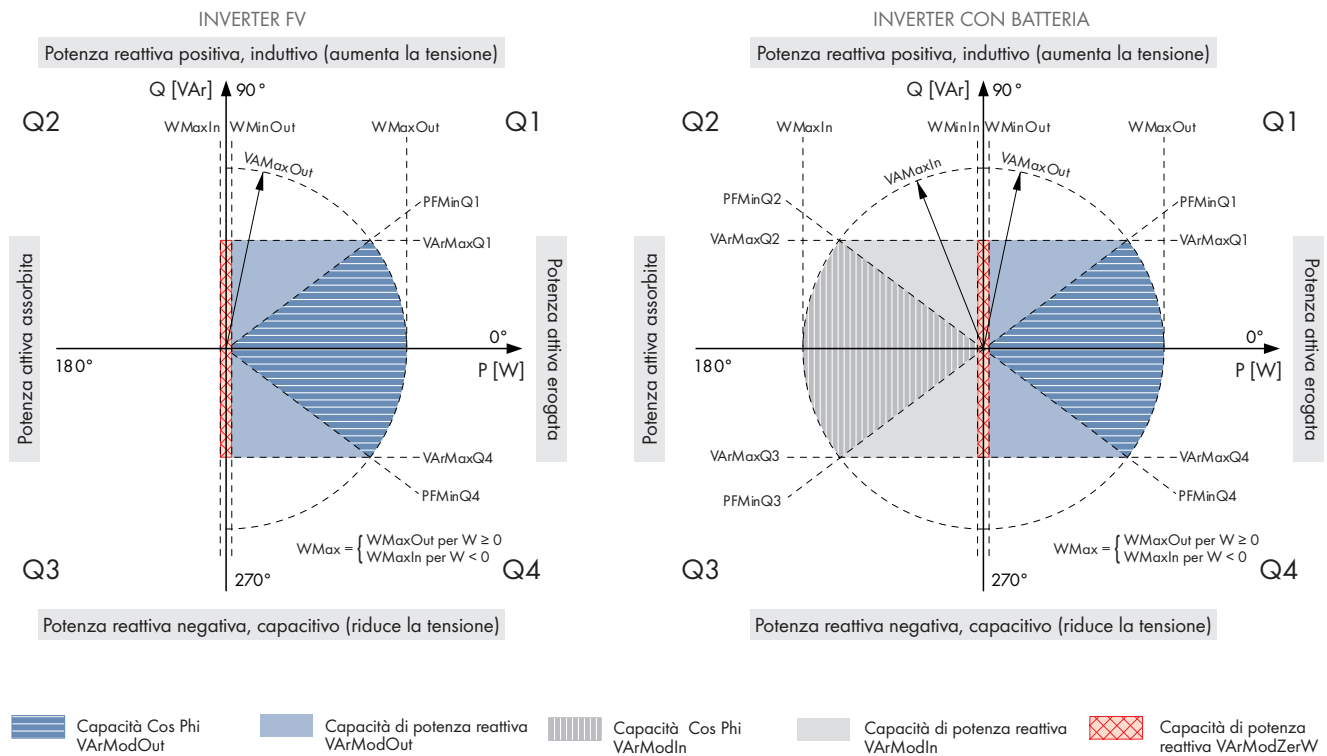 INVERTER FV
Potenza reattiva positiva, induttivo (aumenta la tensione)
Q [VAr]
90 °
Q2
WMaxIn
WMinOut
WMaxOut
Q1
VAMaxOut
PFMinQ1
VArMaxQ1
Potenza attiva assorbita
Potenza attiva erogata
0°
180°
P [W]
VArMaxQ4
PFMinQ4
WMax = { WMaxOut per W ≥ 0
WMaxIn per W < 0
Q3
Q4
270°
Potenza reattiva negativa, capacitivo (riduce la tensione)
INVERTER CON BATTERIA
Potenza reattiva positiva, induttivo (aumenta la tensione)
Q [VAr]
90 °
Q2
WMaxIn
WMinIn
WMinOut
WMaxOut
Q1
VAMaxIn
VAMaxOut
PFMinQ2
PFMinQ1
VArMaxQ2
VArMaxQ1
Potenza attiva assorbita
Potenza attiva erogata
0°
180°
P [W]
VArMaxQ3
VArMaxQ4
PFMinQ3
PFMinQ4
WMax = { WMaxOut per W ≥ 0
WMaxIn per W < 0
Q3
Q4
270°
Potenza reattiva negativa, capacitivo (riduce la tensione)
Capacità Cos Phi
VArModOut
Capacità di potenza reattiva
VArModOut
Capacità Cos Phi
VArModIn
Capacità di potenza reattiva
VArModIn
Capacità di potenza
reattiva VArModZerW